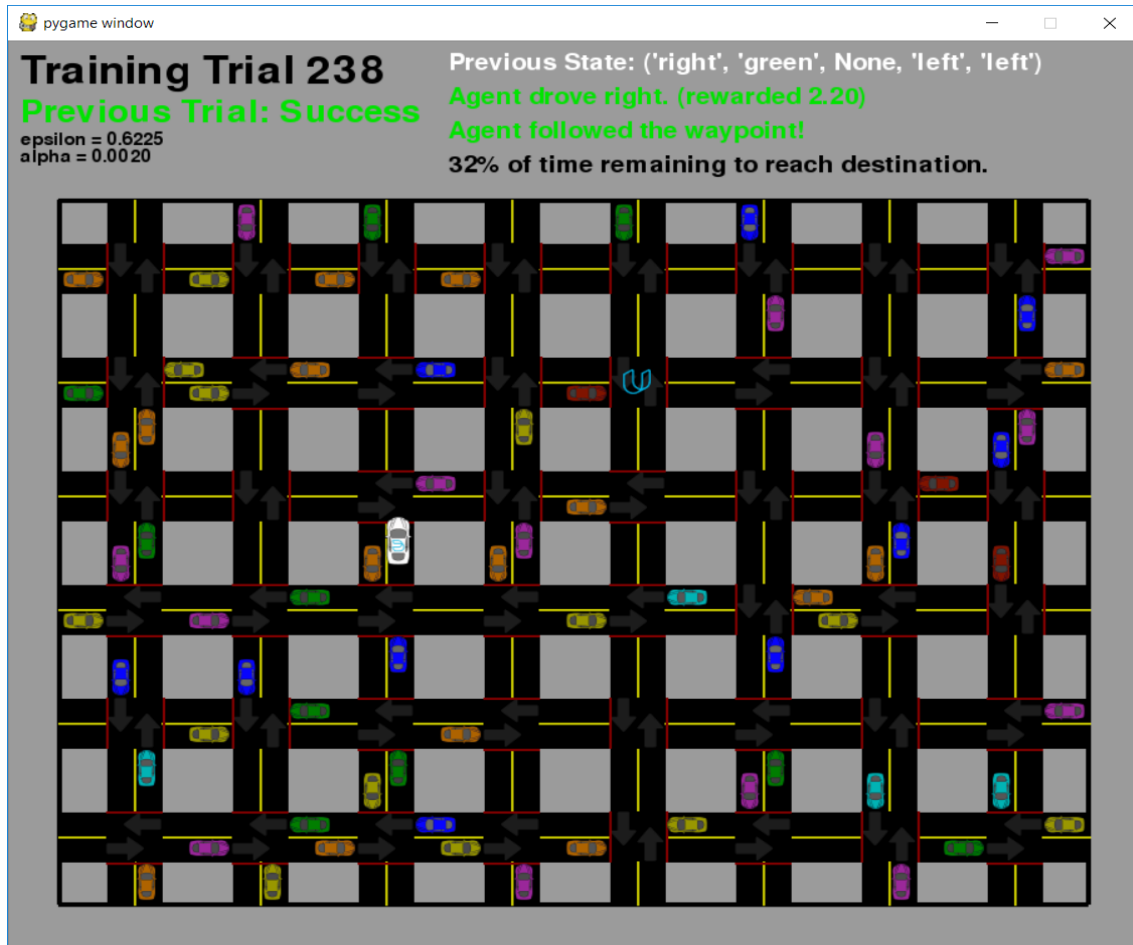 pygame window
Training Trial 238
Previous Trial: Success
epsilon = 0.6225
alpha = 0.0020
Previous State: ('right', 'green', None, 'left', 'left')
Agent drove right. (rewarded 2.20)
Agent followed the waypoint!
32% of time remaining to reach destination.